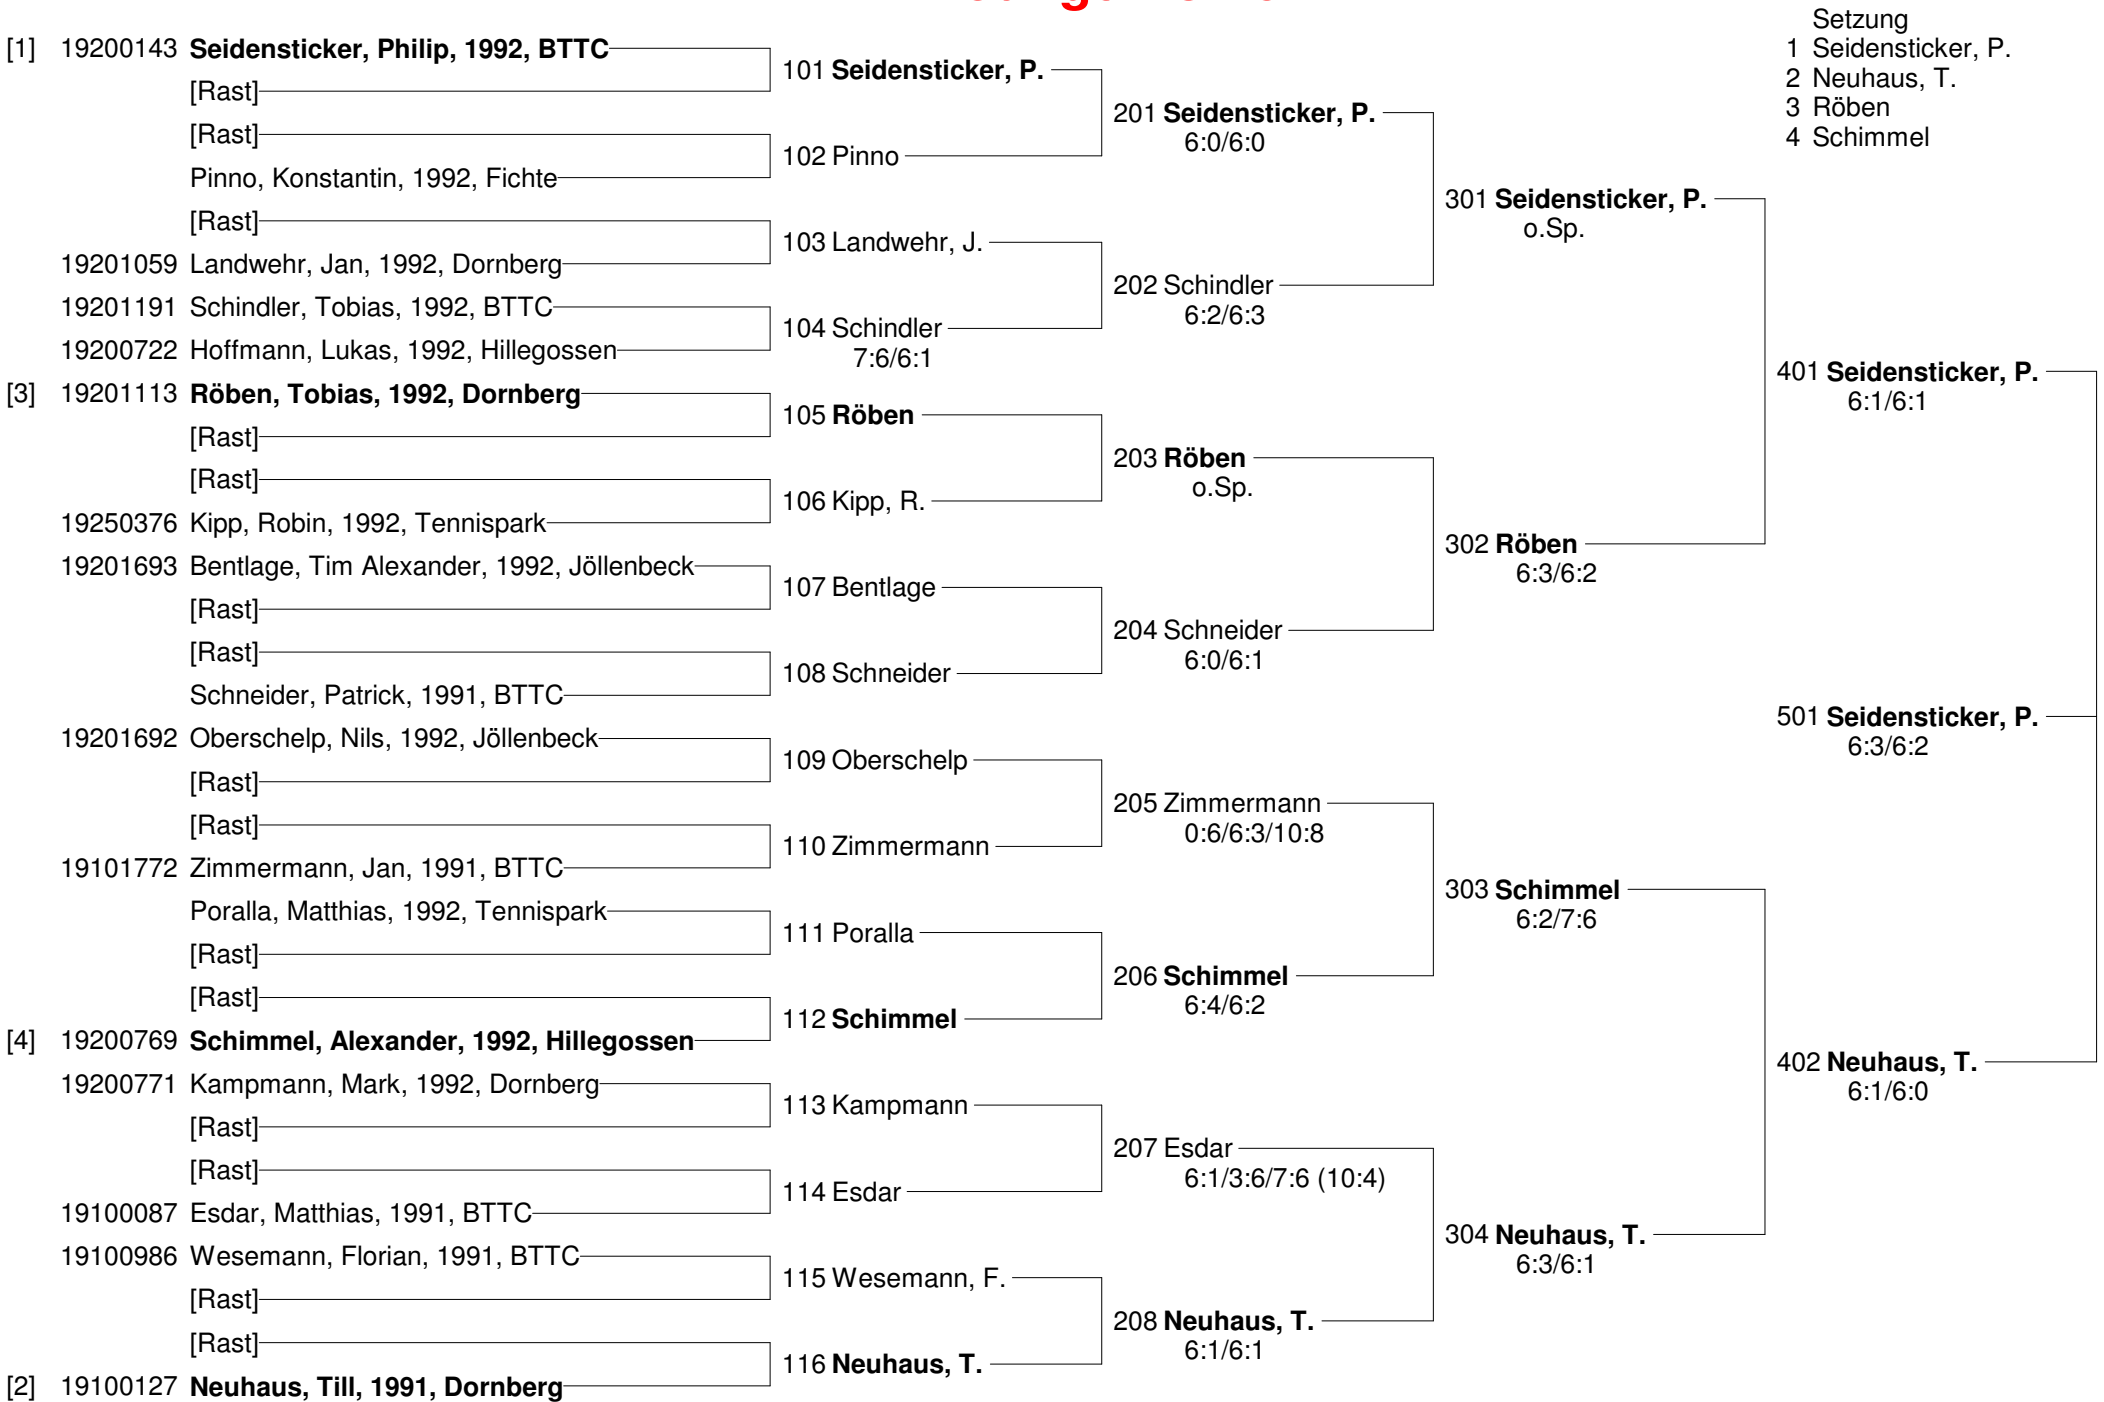 Setzung
1 Seidensticker, P.
2 Neuhaus, T.
3 Röben
4 Schimmel
[1] 19200143 Seidensticker, Philip, 1992, BTTC
[Rast]
[Rast]
Pinno, Konstantin, 1992, Fichte
[Rast]
19201059 Landwehr, Jan, 1992, Dornberg
19201191 Schindler, Tobias, 1992, BTTC
19200722 Hoffmann, Lukas, 1992, Hillegossen
[3] 19201113 Röben, Tobias, 1992, Dornberg
[Rast]
[Rast]
19250376 Kipp, Robin, 1992, Tennispark
19201693 Bentlage, Tim Alexander, 1992, Jöllenbeck
[Rast]
[Rast]
Schneider, Patrick, 1991, BTTC
19201692 Oberschelp, Nils, 1992, Jöllenbeck
[Rast]
[Rast]
19101772 Zimmermann, Jan, 1991, BTTC
Poralla, Matthias, 1992, Tennispark
[Rast]
[Rast]
[4] 19200769 Schimmel, Alexander, 1992, Hillegossen
19200771 Kampmann, Mark, 1992, Dornberg
[Rast]
[Rast]
19100087 Esdar, Matthias, 1991, BTTC
19100986 Wesemann, Florian, 1991, BTTC
[Rast]
[Rast]
[2] 19100127 Neuhaus, Till, 1991, Dornberg
101 Seidensticker, P.
102 Pinno
103 Landwehr, J.
104 Schindler
7:6/6:1
105 Röben
106 Kipp, R.
107 Bentlage
108 Schneider
109 Oberschelp
110 Zimmermann
111 Poralla
112 Schimmel
113 Kampmann
114 Esdar
115 Wesemann, F.
116 Neuhaus, T.
201 Seidensticker, P.
6:0/6:0
202 Schindler
6:2/6:3
203 Röben
o.Sp.
204 Schneider
6:0/6:1
205 Zimmermann
0:6/6:3/10:8
206 Schimmel
6:4/6:2
207 Esdar
6:1/3:6/7:6 (10:4)
208 Neuhaus, T.
6:1/6:1
301 Seidensticker, P.
o.Sp.
302 Röben
6:3/6:2
303 Schimmel
6:2/7:6
304 Neuhaus, T.
6:3/6:1
401 Seidensticker, P.
6:1/6:1
402 Neuhaus, T.
6:1/6:0
501 Seidensticker, P.
6:3/6:2